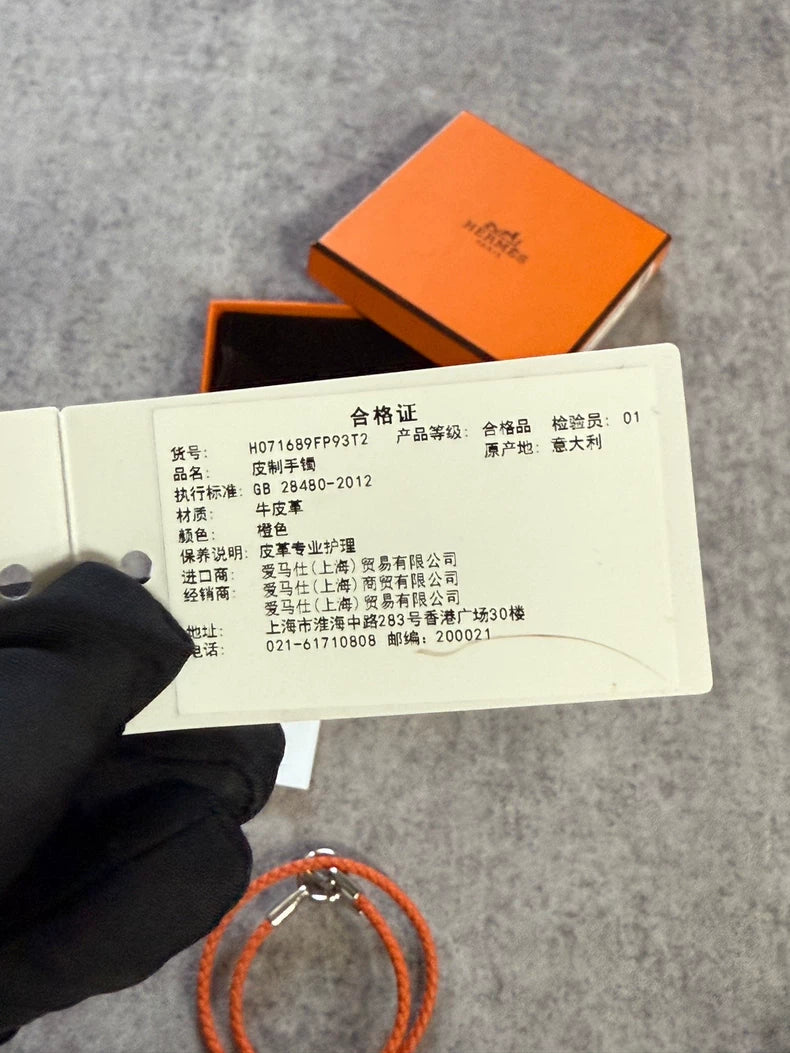 HERMES
PARIS
合格证
货号: H071689FP93T2 产品等级: 合格品 检验员: 01
品名: 皮制手镯 原产地: 意大利
执行标准: GB 28480-2012
材质: 牛皮革
颜色: 橙色
保养说明: 皮革专业护理
进口商: 爱马仕(上海)贸易有限公司
经销商: 爱马仕(上海)商贸有限公司
爱马仕(上海)贸易有限公司
地址: 上海市淮海中路283号香港广场30楼
电话: 021-61710808 邮编: 200021